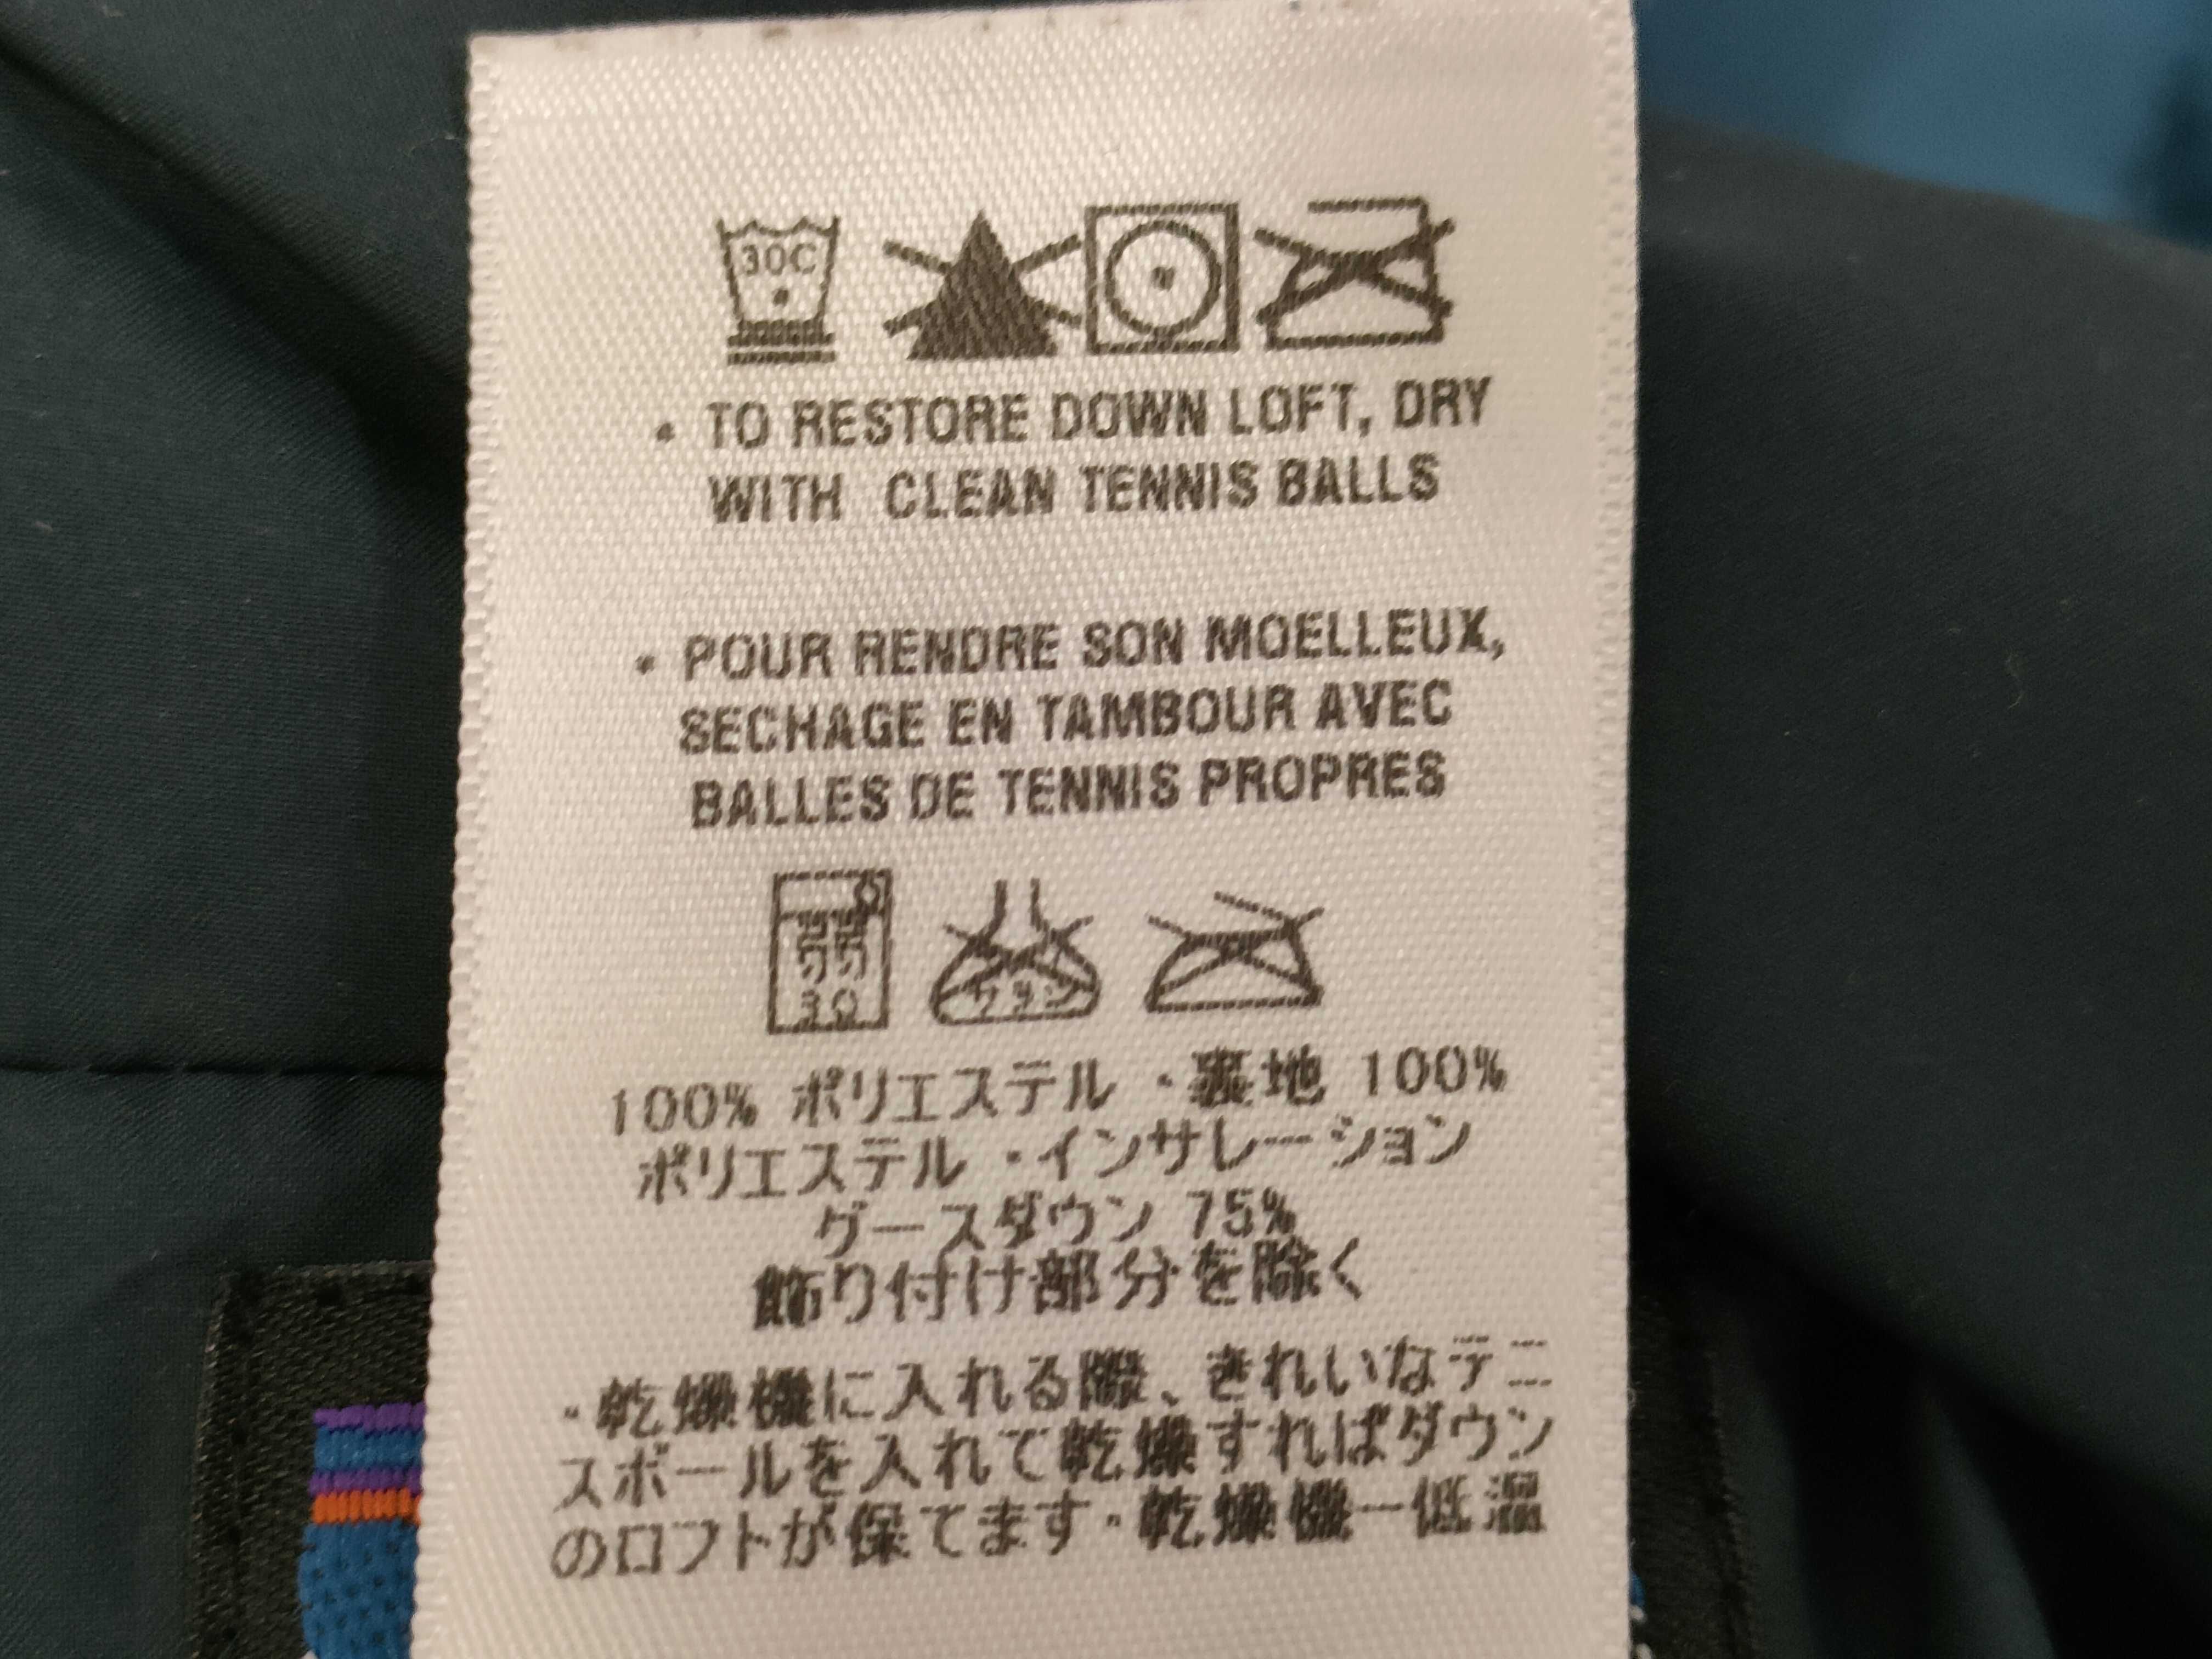 30C
• TO RESTORE DOWN LOFT, DRY
WITH CLEAN TENNIS BALLS
• POUR RENDRE SON MOELLEUX,
SECHAGE EN TAMBOUR AVEC
BALLES DE TENNIS PROPRES
弱
30
サラシ
100% ポリエステル ・裏地 100%
ポリエステル ・インサレーション
グースダウン 75%
飾り付け部分を除く
・乾燥機に入れる際、きれいなテニ
スボールを入れて乾燥すればダウン
のロフトが保てます・乾燥機ー低温